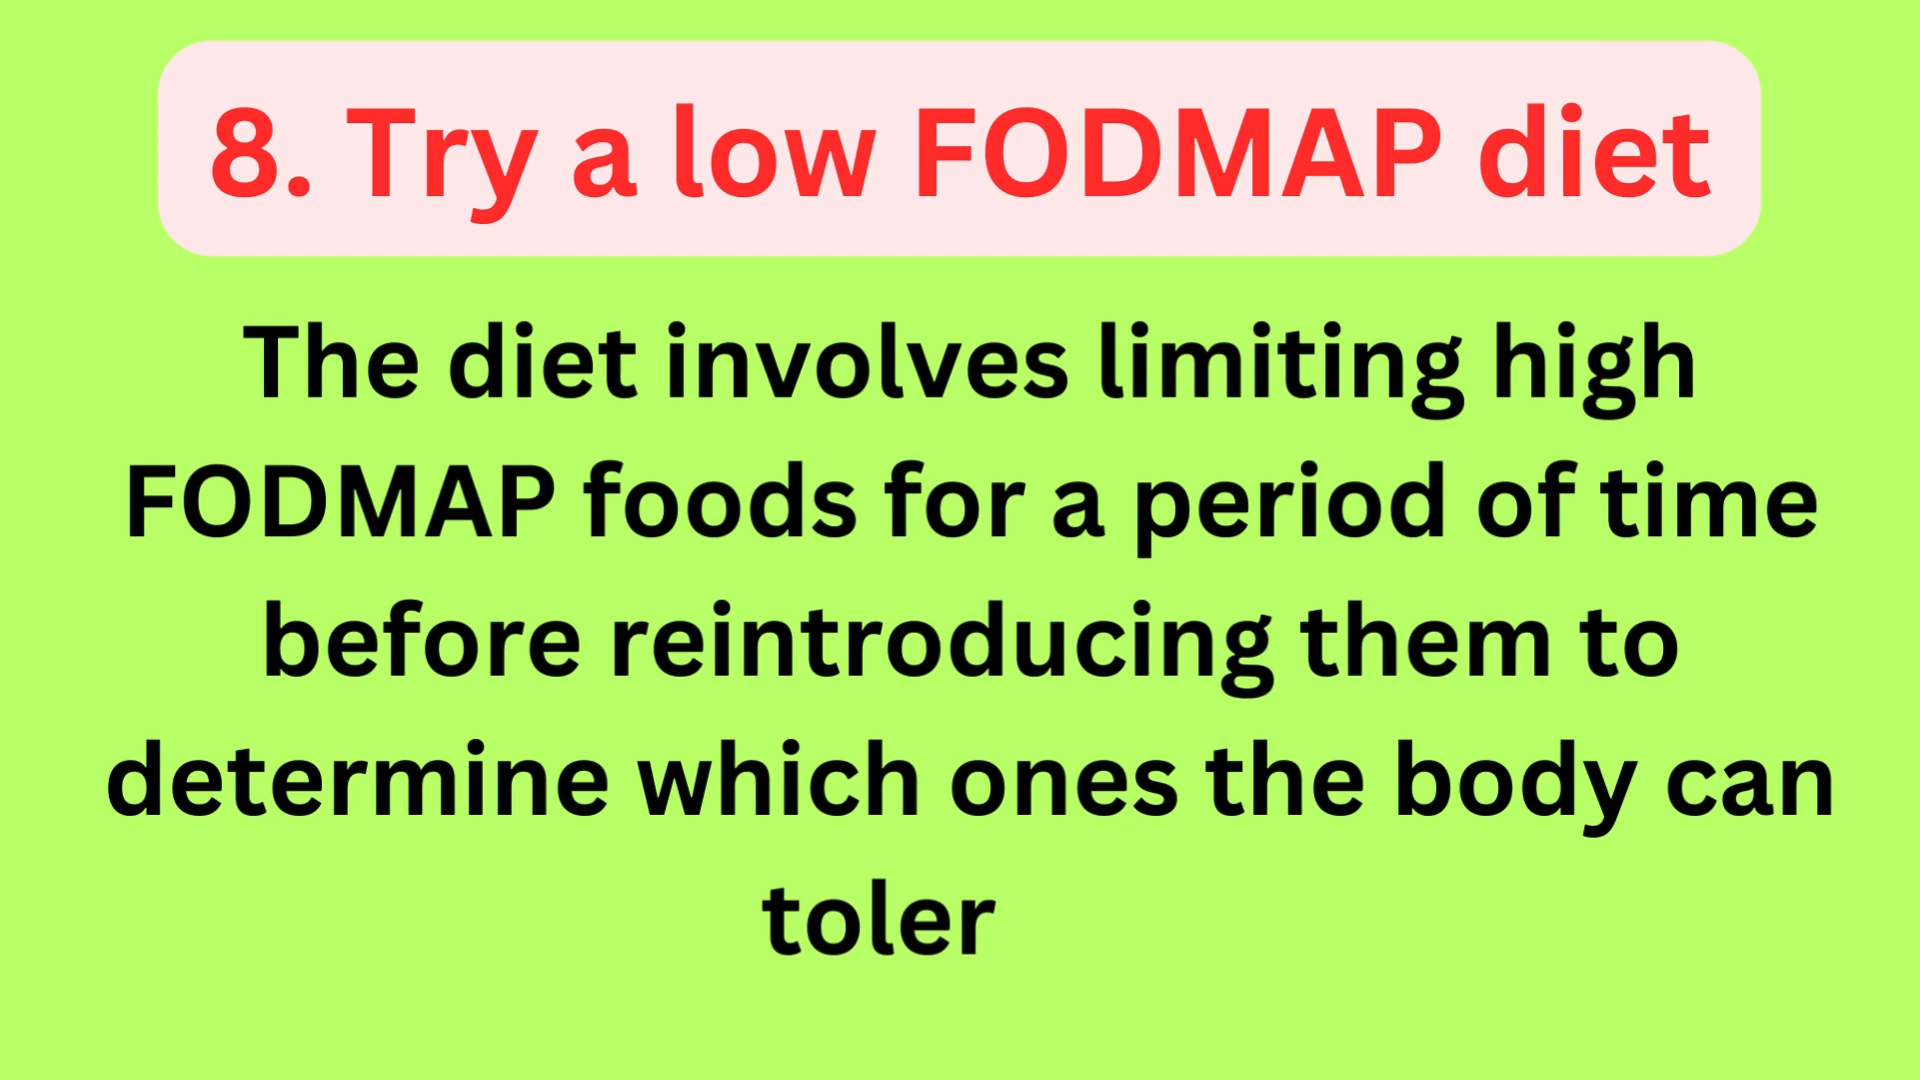 8. Try a low FODMAP diet
The diet involves limiting high
FODMAP foods for a period of time
before reintroducing them to
determine which ones the body can
toler